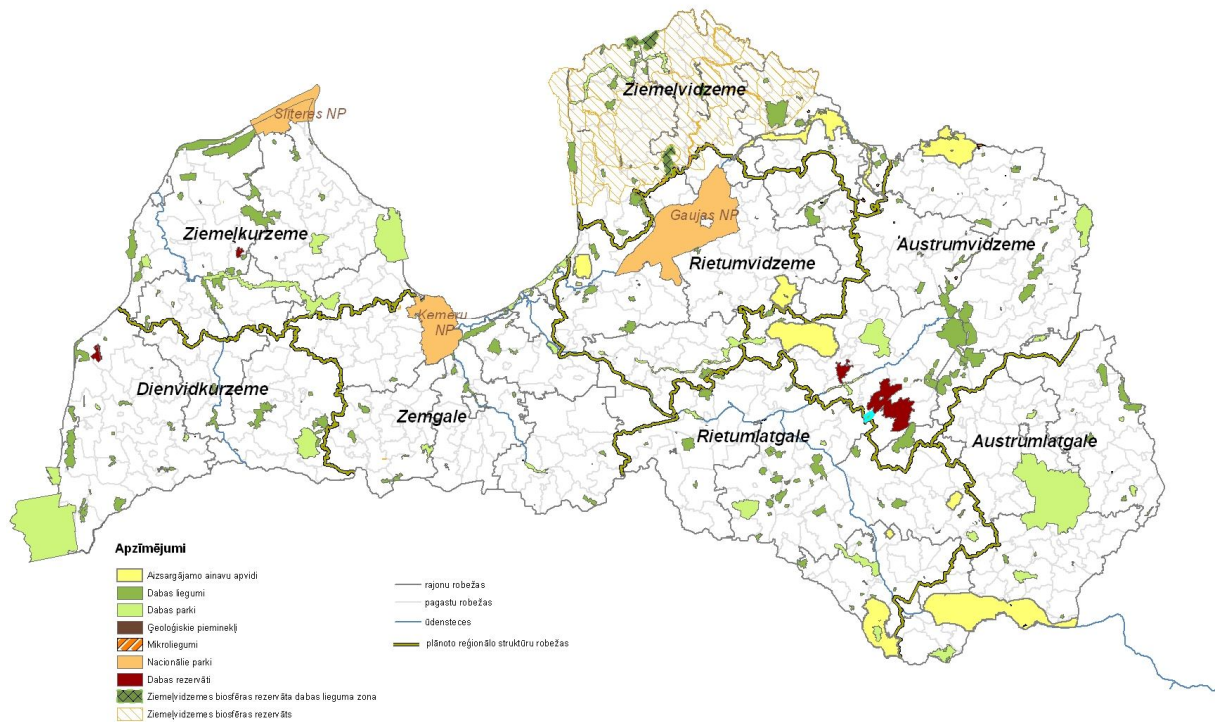 Ziemeļvidzeme
Slīteres NP
Gaujas NP
Ziemeļkurzeme
Austrumvidzeme
Rietumvidzeme
Ķemeru
NP
Dienvidkurzeme
Zemgale
Rietumlatgale
Austrumlatgale
Apzīmējumi
Aizsargājamo ainavu apvidi
Dabas liegumi
Dabas parki
Ģeoloģiskie pieminekļi
Mikroliegumi
Nacionālie parki
Dabas rezervāti
Ziemeļvidzemes biosfēras rezervāta dabas lieguma zona
Ziemeļvidzemes biosfēras rezervāts
rajonu robežas
pagastu robežas
ūdensteces
plānoto reģionālo struktūru robežas